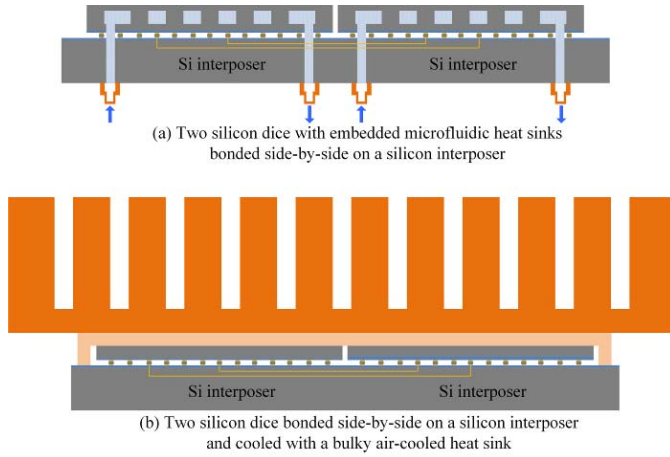 Si interposer Si interposer
(a) Two silicon dice with embedded microfluidic heat sinks
bonded side-by-side on a silicon interposer
Si interposer Si interposer
(b) Two silicon dice bonded side-by-side on a silicon interposer
and cooled with a bulky air-cooled heat sink